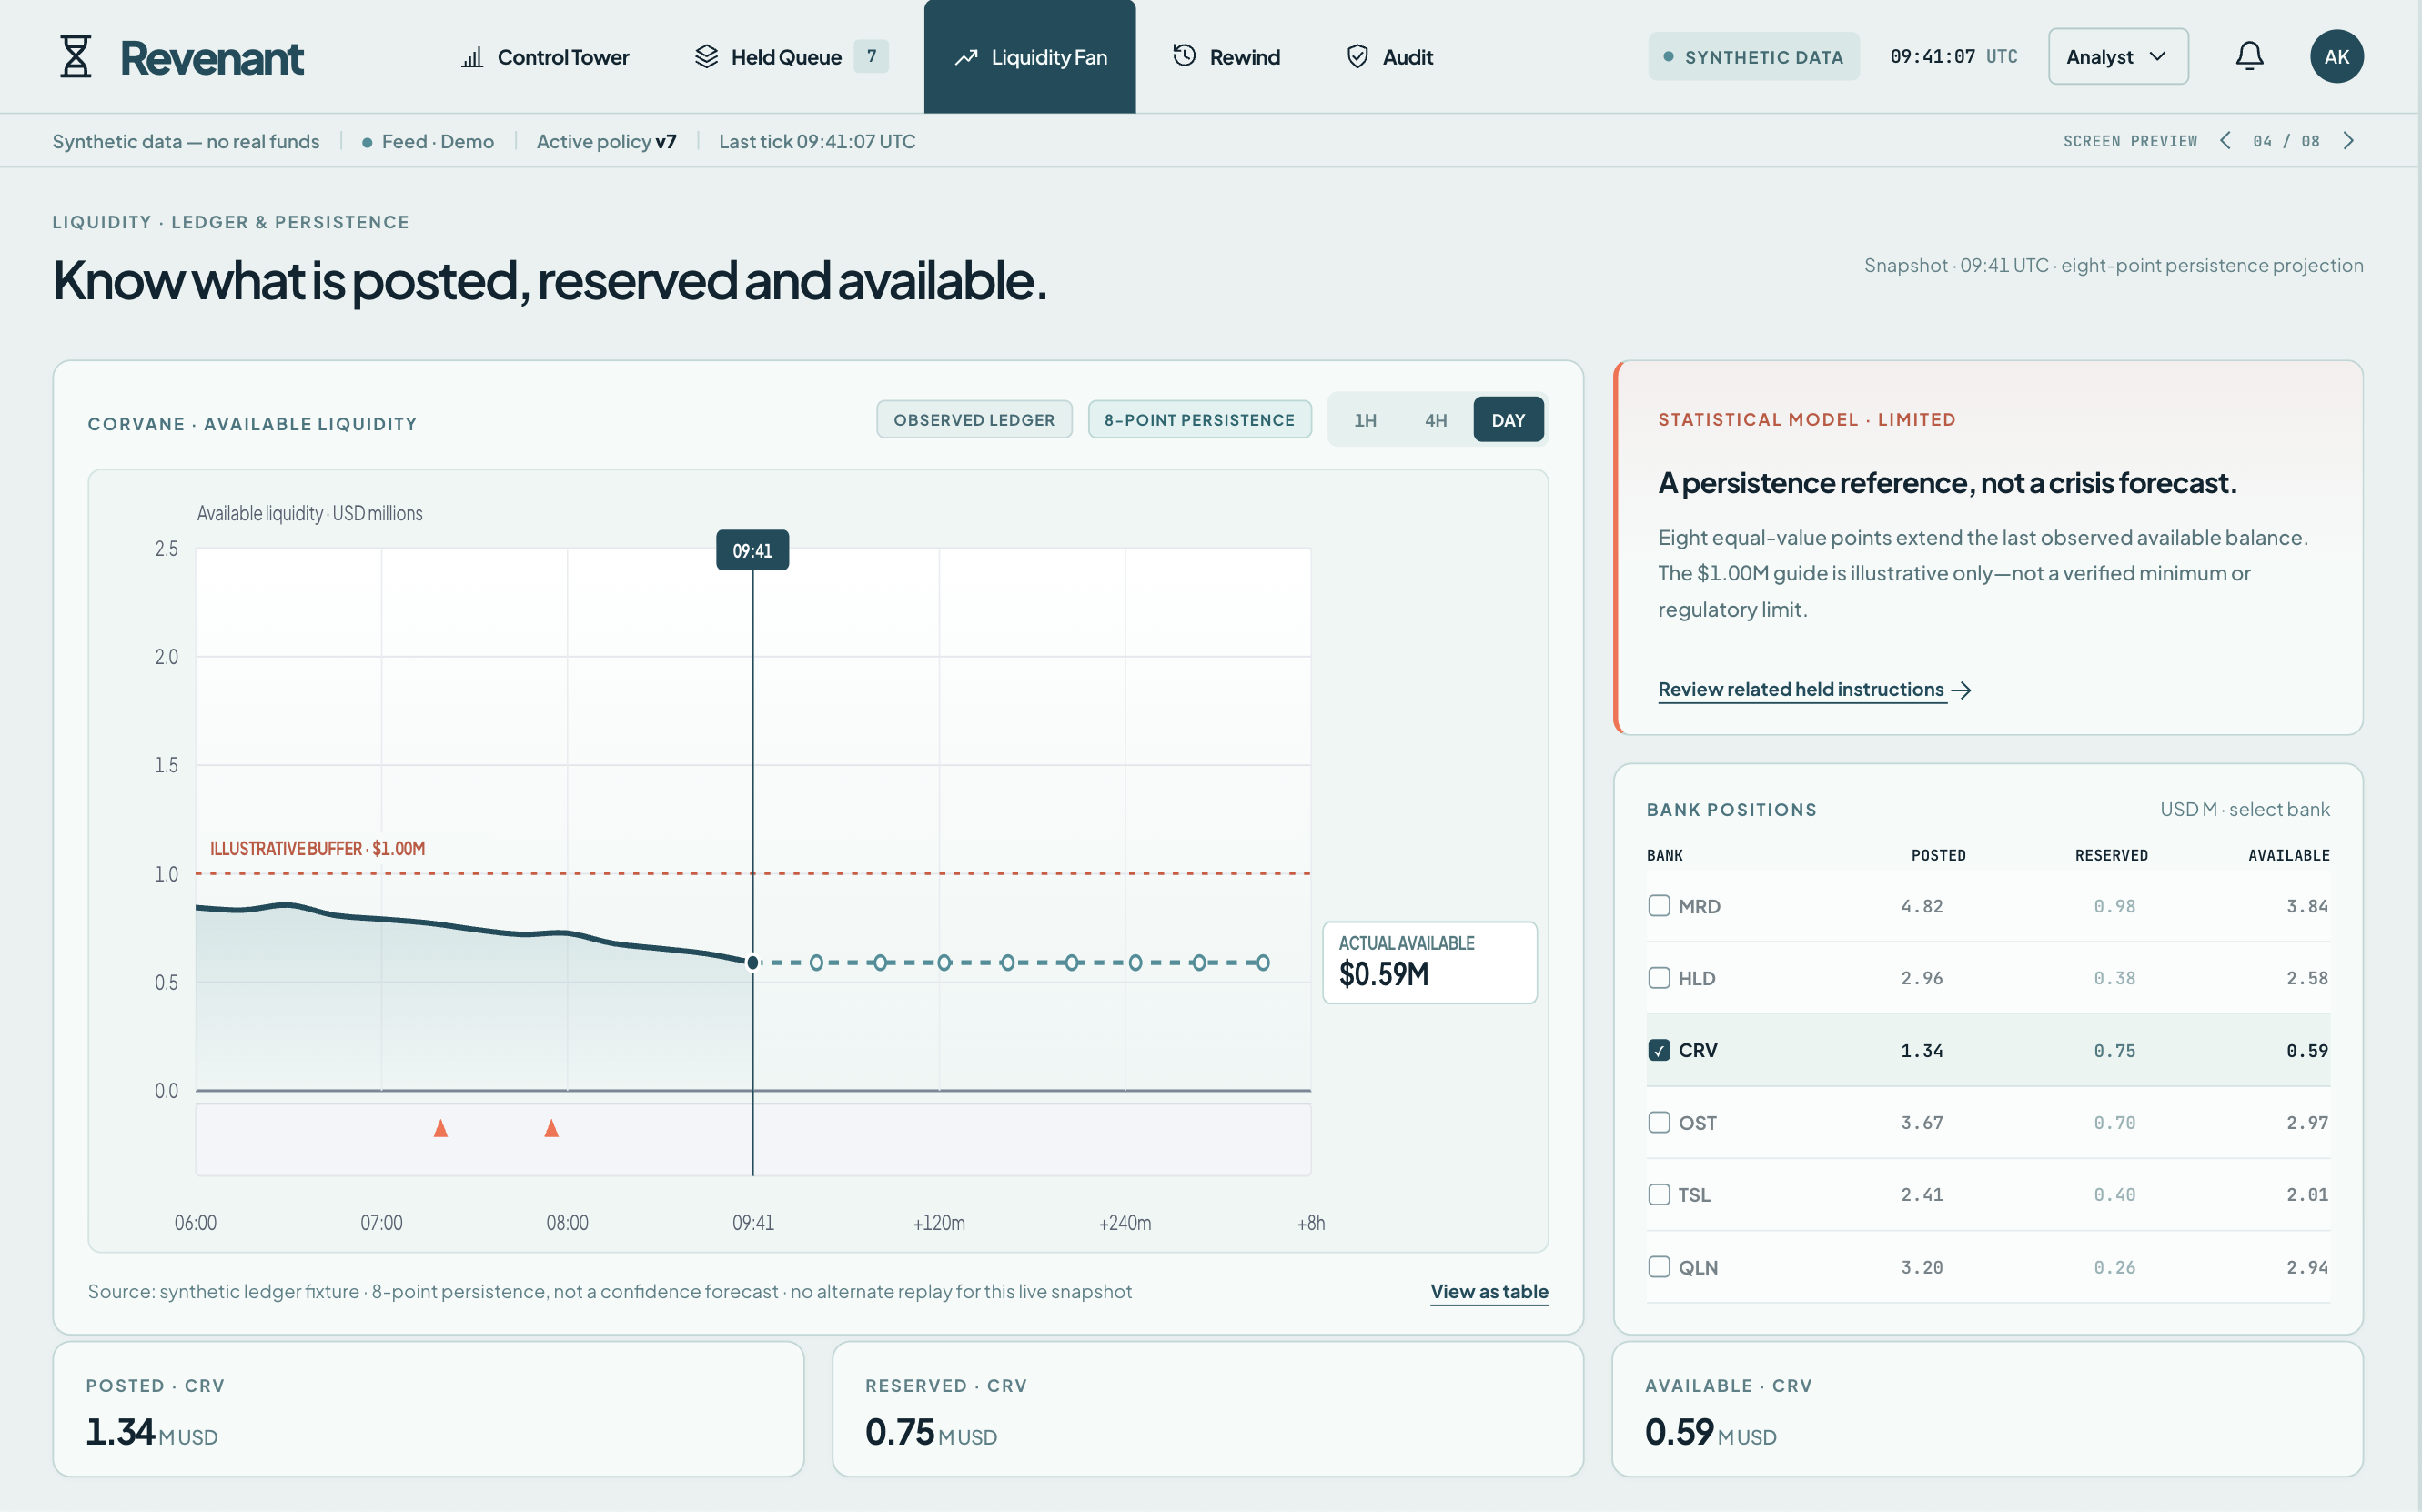 Revenant
Control Tower
Held Queue 7
Liquidity Fan
Rewind
Audit
SYNTHETIC DATA
09:41:07 UTC
Analyst
AK
Synthetic data — no real funds
Feed · Demo
Active policy v7
Last tick 09:41:07 UTC
SCREEN PREVIEW
04 / 08
LIQUIDITY · LEDGER & PERSISTENCE
Know what is posted, reserved and available.
Snapshot · 09:41 UTC · eight-point persistence projection
CORVANE · AVAILABLE LIQUIDITY
OBSERVED LEDGER
8-POINT PERSISTENCE
1H
4H
DAY
Available liquidity · USD millions
09:41
2.5
2.0
1.5
ILLUSTRATIVE BUFFER · $1.00M
1.0
0.5
0.0
ACTUAL AVAILABLE
$0.59M
06:00
07:00
08:00
09:41
+120m
+240m
+8h
Source: synthetic ledger fixture · 8-point persistence, not a confidence forecast · no alternate replay for this live snapshot
View as table
STATISTICAL MODEL · LIMITED
A persistence reference, not a crisis forecast.
Eight equal-value points extend the last observed available balance.
The $1.00M guide is illustrative only—not a verified minimum or
regulatory limit.
Review related held instructions →
BANK POSITIONS
USD M · select bank
BANK POSTED RESERVED AVAILABLE
MRD 4.82 0.98 3.84
HLD 2.96 0.38 2.58
CRV 1.34 0.75 0.59
OST 3.67 0.70 2.97
TSL 2.41 0.40 2.01
QLN 3.20 0.26 2.94
POSTED · CRV
1.34 M USD
RESERVED · CRV
0.75 M USD
AVAILABLE · CRV
0.59 M USD